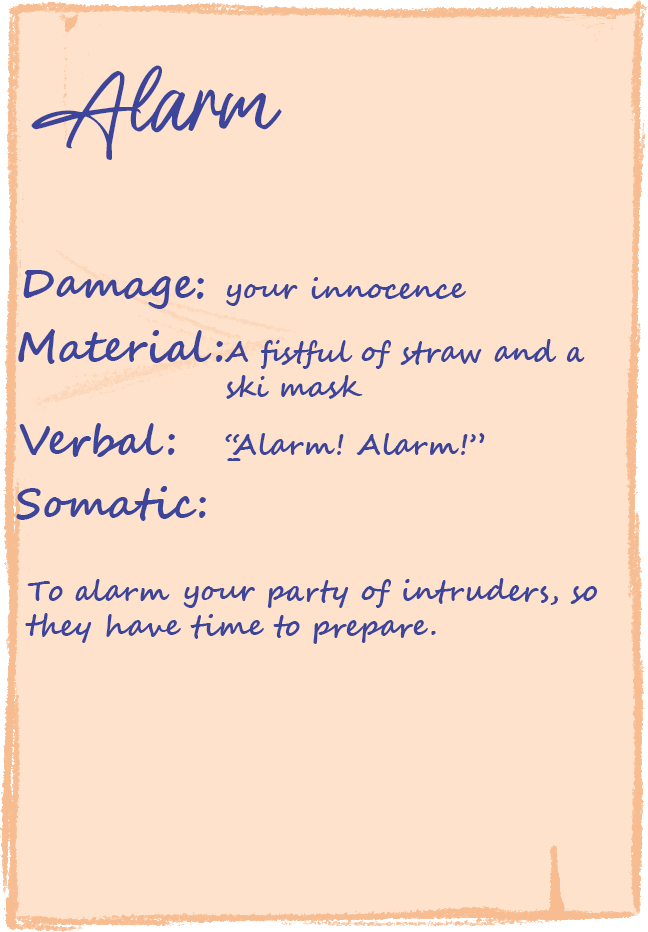 Alarm
Damage: your innocence
Material: A fistful of straw and a
ski mask
Verbal: “Alarm! Alarm!”
Somatic:
To alarm your party of intruders, so
they have time to prepare.